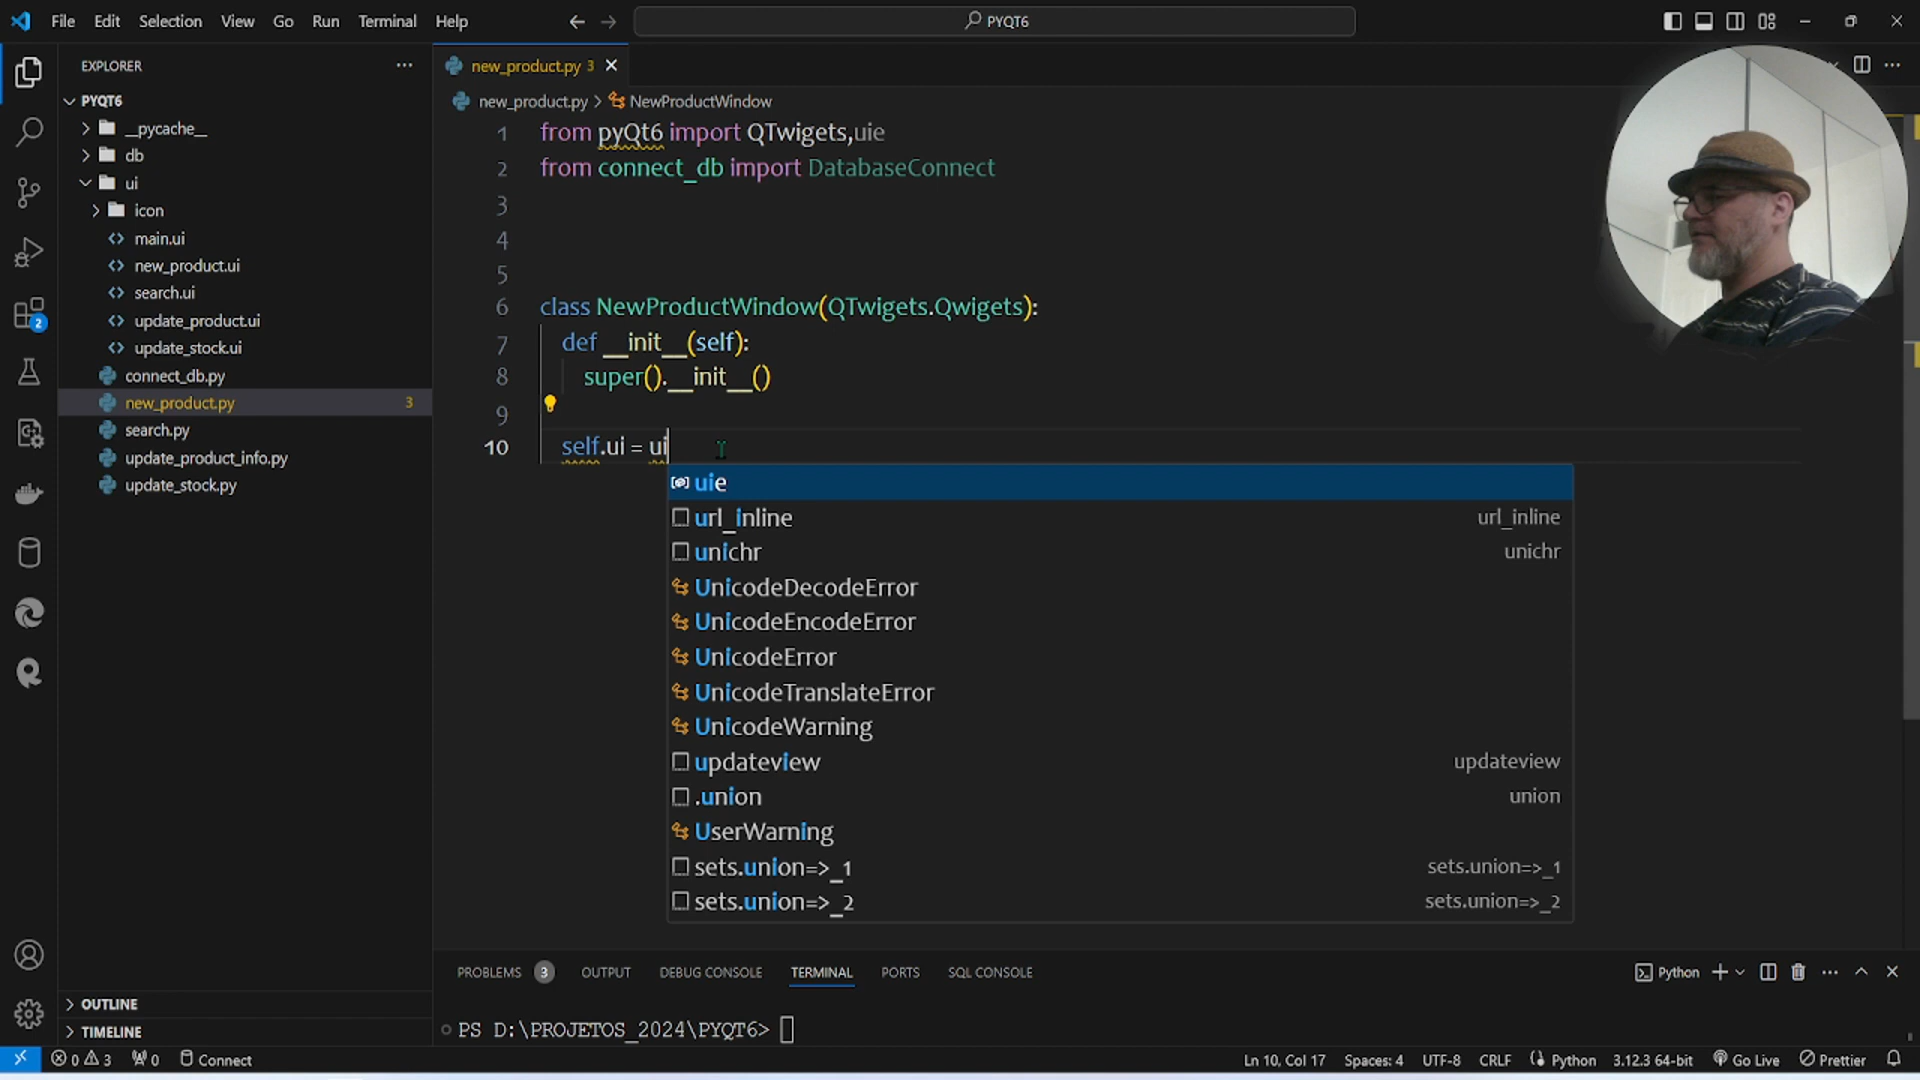 File Edit Selection View Go Run Terminal Help
PYQT6
EXPLORER
PYQT6
__pycache__
db
ui
icon
main.ui
new_product.ui
search.ui
update_product.ui
update_stock.ui
connect_db.py
new_product.py 3
search.py
update_product_info.py
update_stock.py
OUTLINE
TIMELINE
new_product.py 3
new_product.py > NewProductWindow
1 from pyQt6 import QTwigets,uie
2 from connect_db import DatabaseConnect
3
4
5
6 class NewProductWindow(QTwigets.Qwigets):
7 def __init__(self):
8 super().__init__()
9
10 self.ui = ui
uie
url_inline url_inline
unichr unichr
UnicodeDecodeError
UnicodeEncodeError
UnicodeError
UnicodeTranslateError
UnicodeWarning
updateview updateview
.union union
UserWarning
sets.union=>_1 sets.union=>_1
sets.union=>_2 sets.union=>_2
PROBLEMS 3 OUTPUT DEBUG CONSOLE TERMINAL PORTS SQL CONSOLE
Python
PS D:\PROJETOS_2024\PYQT6>
2
0 3 0 Connect
Ln 10, Col 17 Spaces: 4 UTF-8 CRLF Python 3.12.3 64-bit Go Live Prettier